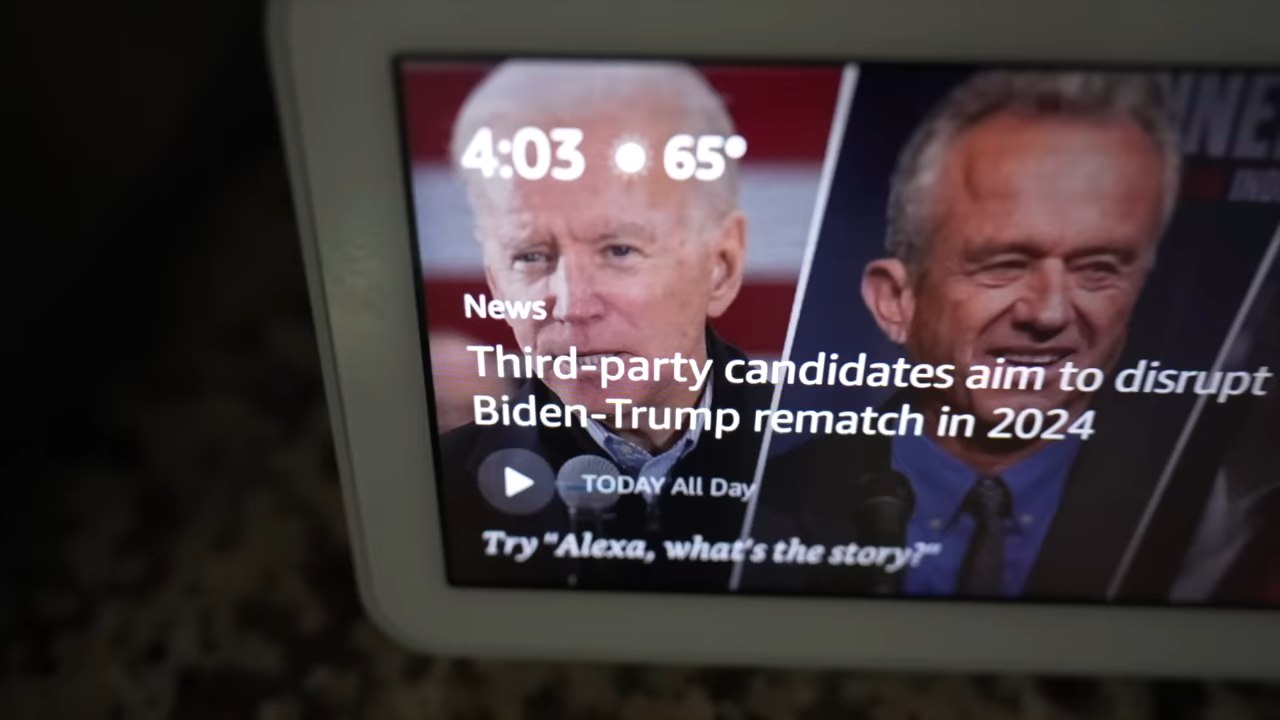 4:03 65°
News
Third-party candidates aim to disrupt
Biden-Trump rematch in 2024
TODAY All Day
Try "Alexa, what's the story?"